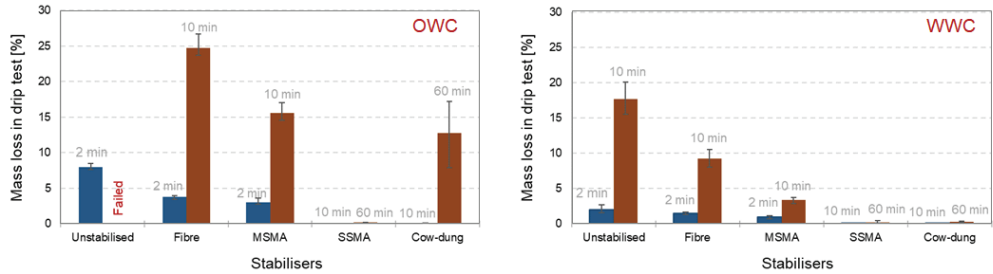 OWC
Mass loss in drip test [%]
30
25
20
15
10
5
0
2 min
Failed
2 min
10 min
2 min
10 min
10 min
60 min
10 min
60 min
Unstabilised
Fibre
MSMA
SSMA
Cow-dung
Stabilisers
WWC
Mass loss in drip test [%]
30
25
20
15
10
5
0
2 min
10 min
2 min
10 min
2 min
10 min
10 min
60 min
10 min
60 min
Unstabilised
Fibre
MSMA
SSMA
Cow-dung
Stabilisers